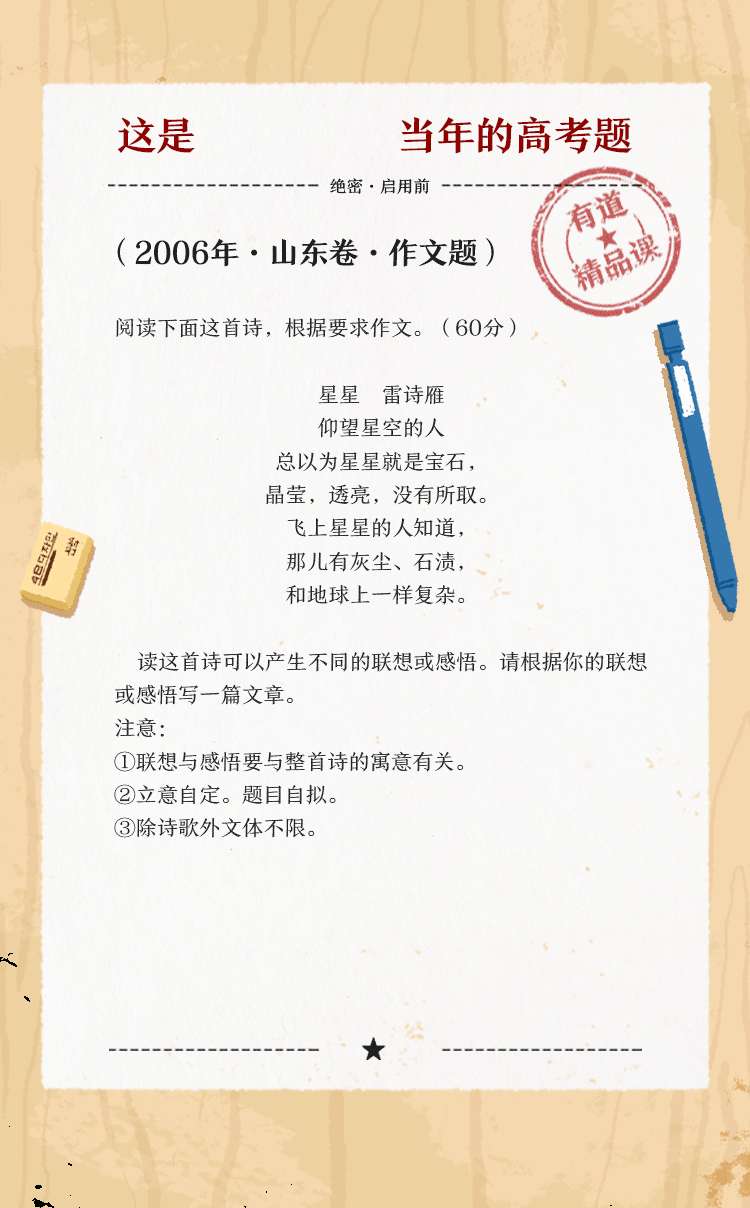 这是 当年的高考题
绝密·启用前
有道
精品课
（2006年·山东卷·作文题）
阅读下面这首诗，根据要求作文。（60分）
星星 雷诗雁
仰望星空的人
总以为星星就是宝石，
晶莹，透亮，没有所取。
飞上星星的人知道，
那儿有灰尘、石渍，
和地球上一样复杂。
读这首诗可以产生不同的联想或感悟。请根据你的联想
或感悟写一篇文章。
注意：
①联想与感悟要与整首诗的寓意有关。
②立意自定。题目自拟。
③除诗歌外文体不限。